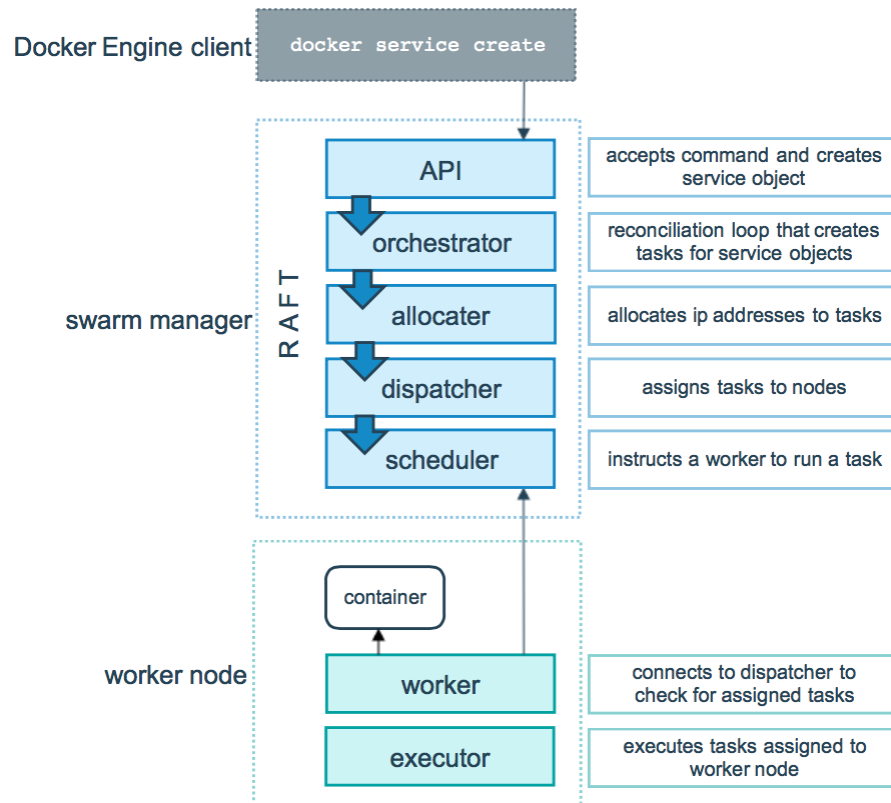 Docker Engine client
docker service create
swarm manager
RAFT
API
accepts command and creates
service object
orchestrator
reconciliation loop that creates
tasks for service objects
allocater
allocates ip addresses to tasks
dispatcher
assigns tasks to nodes
scheduler
instructs a worker to run a task
worker node
container
worker
connects to dispatcher to
check for assigned tasks
executor
executes tasks assigned to
worker node